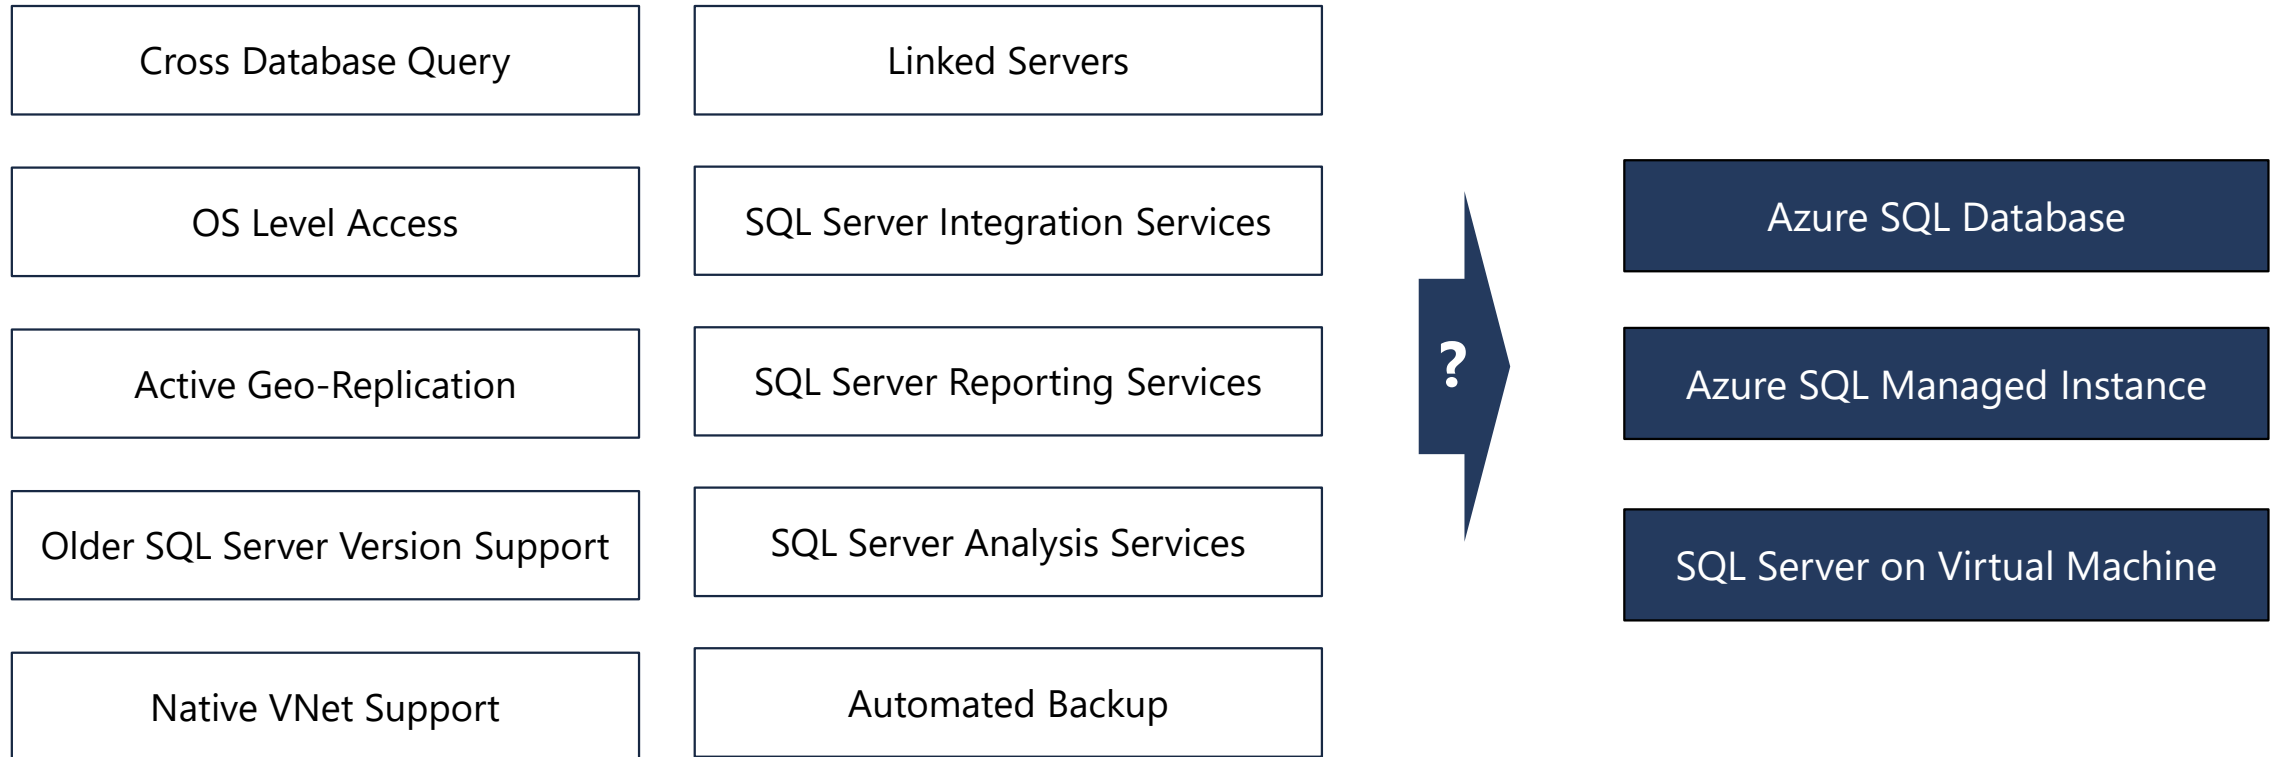 Cross Database Query
OS Level Access
Active Geo-Replication
Older SQL Server Version Support
Native VNet Support
Linked Servers
SQL Server Integration Services
SQL Server Reporting Services
SQL Server Analysis Services
Automated Backup
?
Azure SQL Database
Azure SQL Managed Instance
SQL Server on Virtual Machine